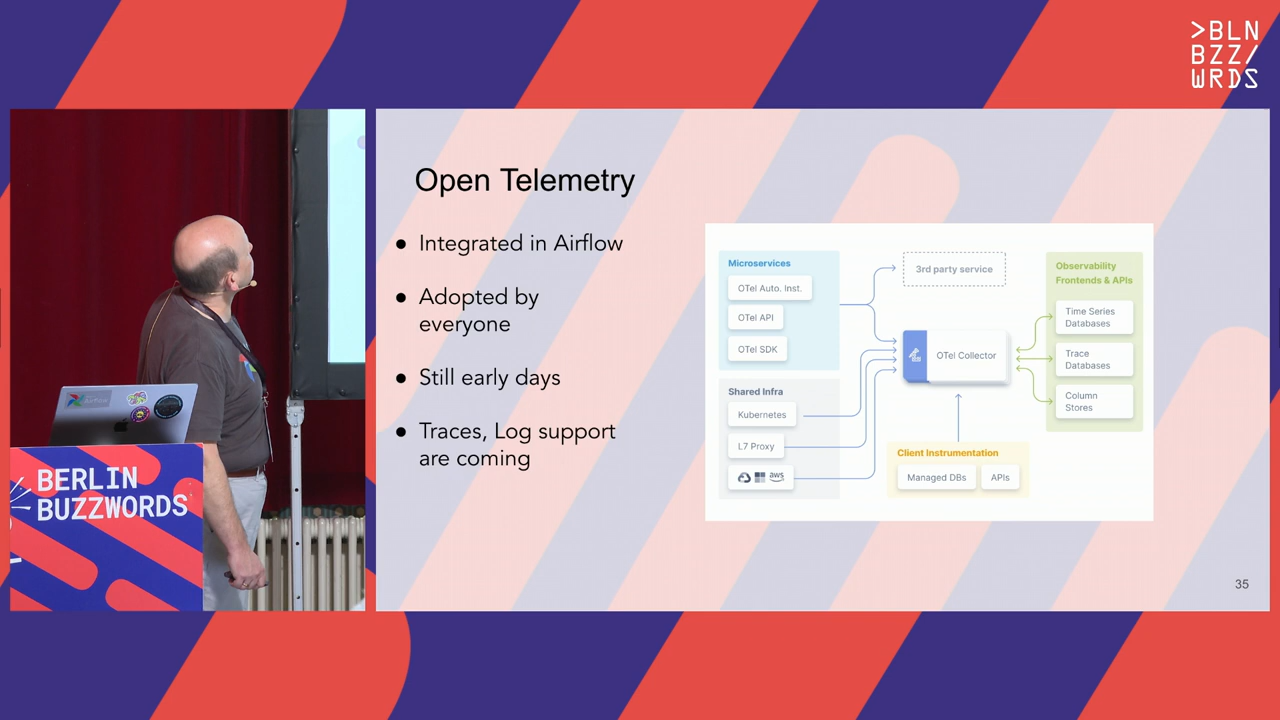 >BLN
BZZ/
WRDS
Open Telemetry
● Integrated in Airflow
● Adopted by
everyone
● Still early days
● Traces, Log support
are coming
Microservices
OTel Auto. Inst.
OTel API
OTel SDK
Shared Infra
Kubernetes
L7 Proxy
aws
3rd party service
OTel Collector
Client Instrumentation
Managed DBs
APIs
Observability
Frontends & APIs
Time Series
Databases
Trace
Databases
Column
Stores
35
Airflow
BERLIN
BUZZWORDS